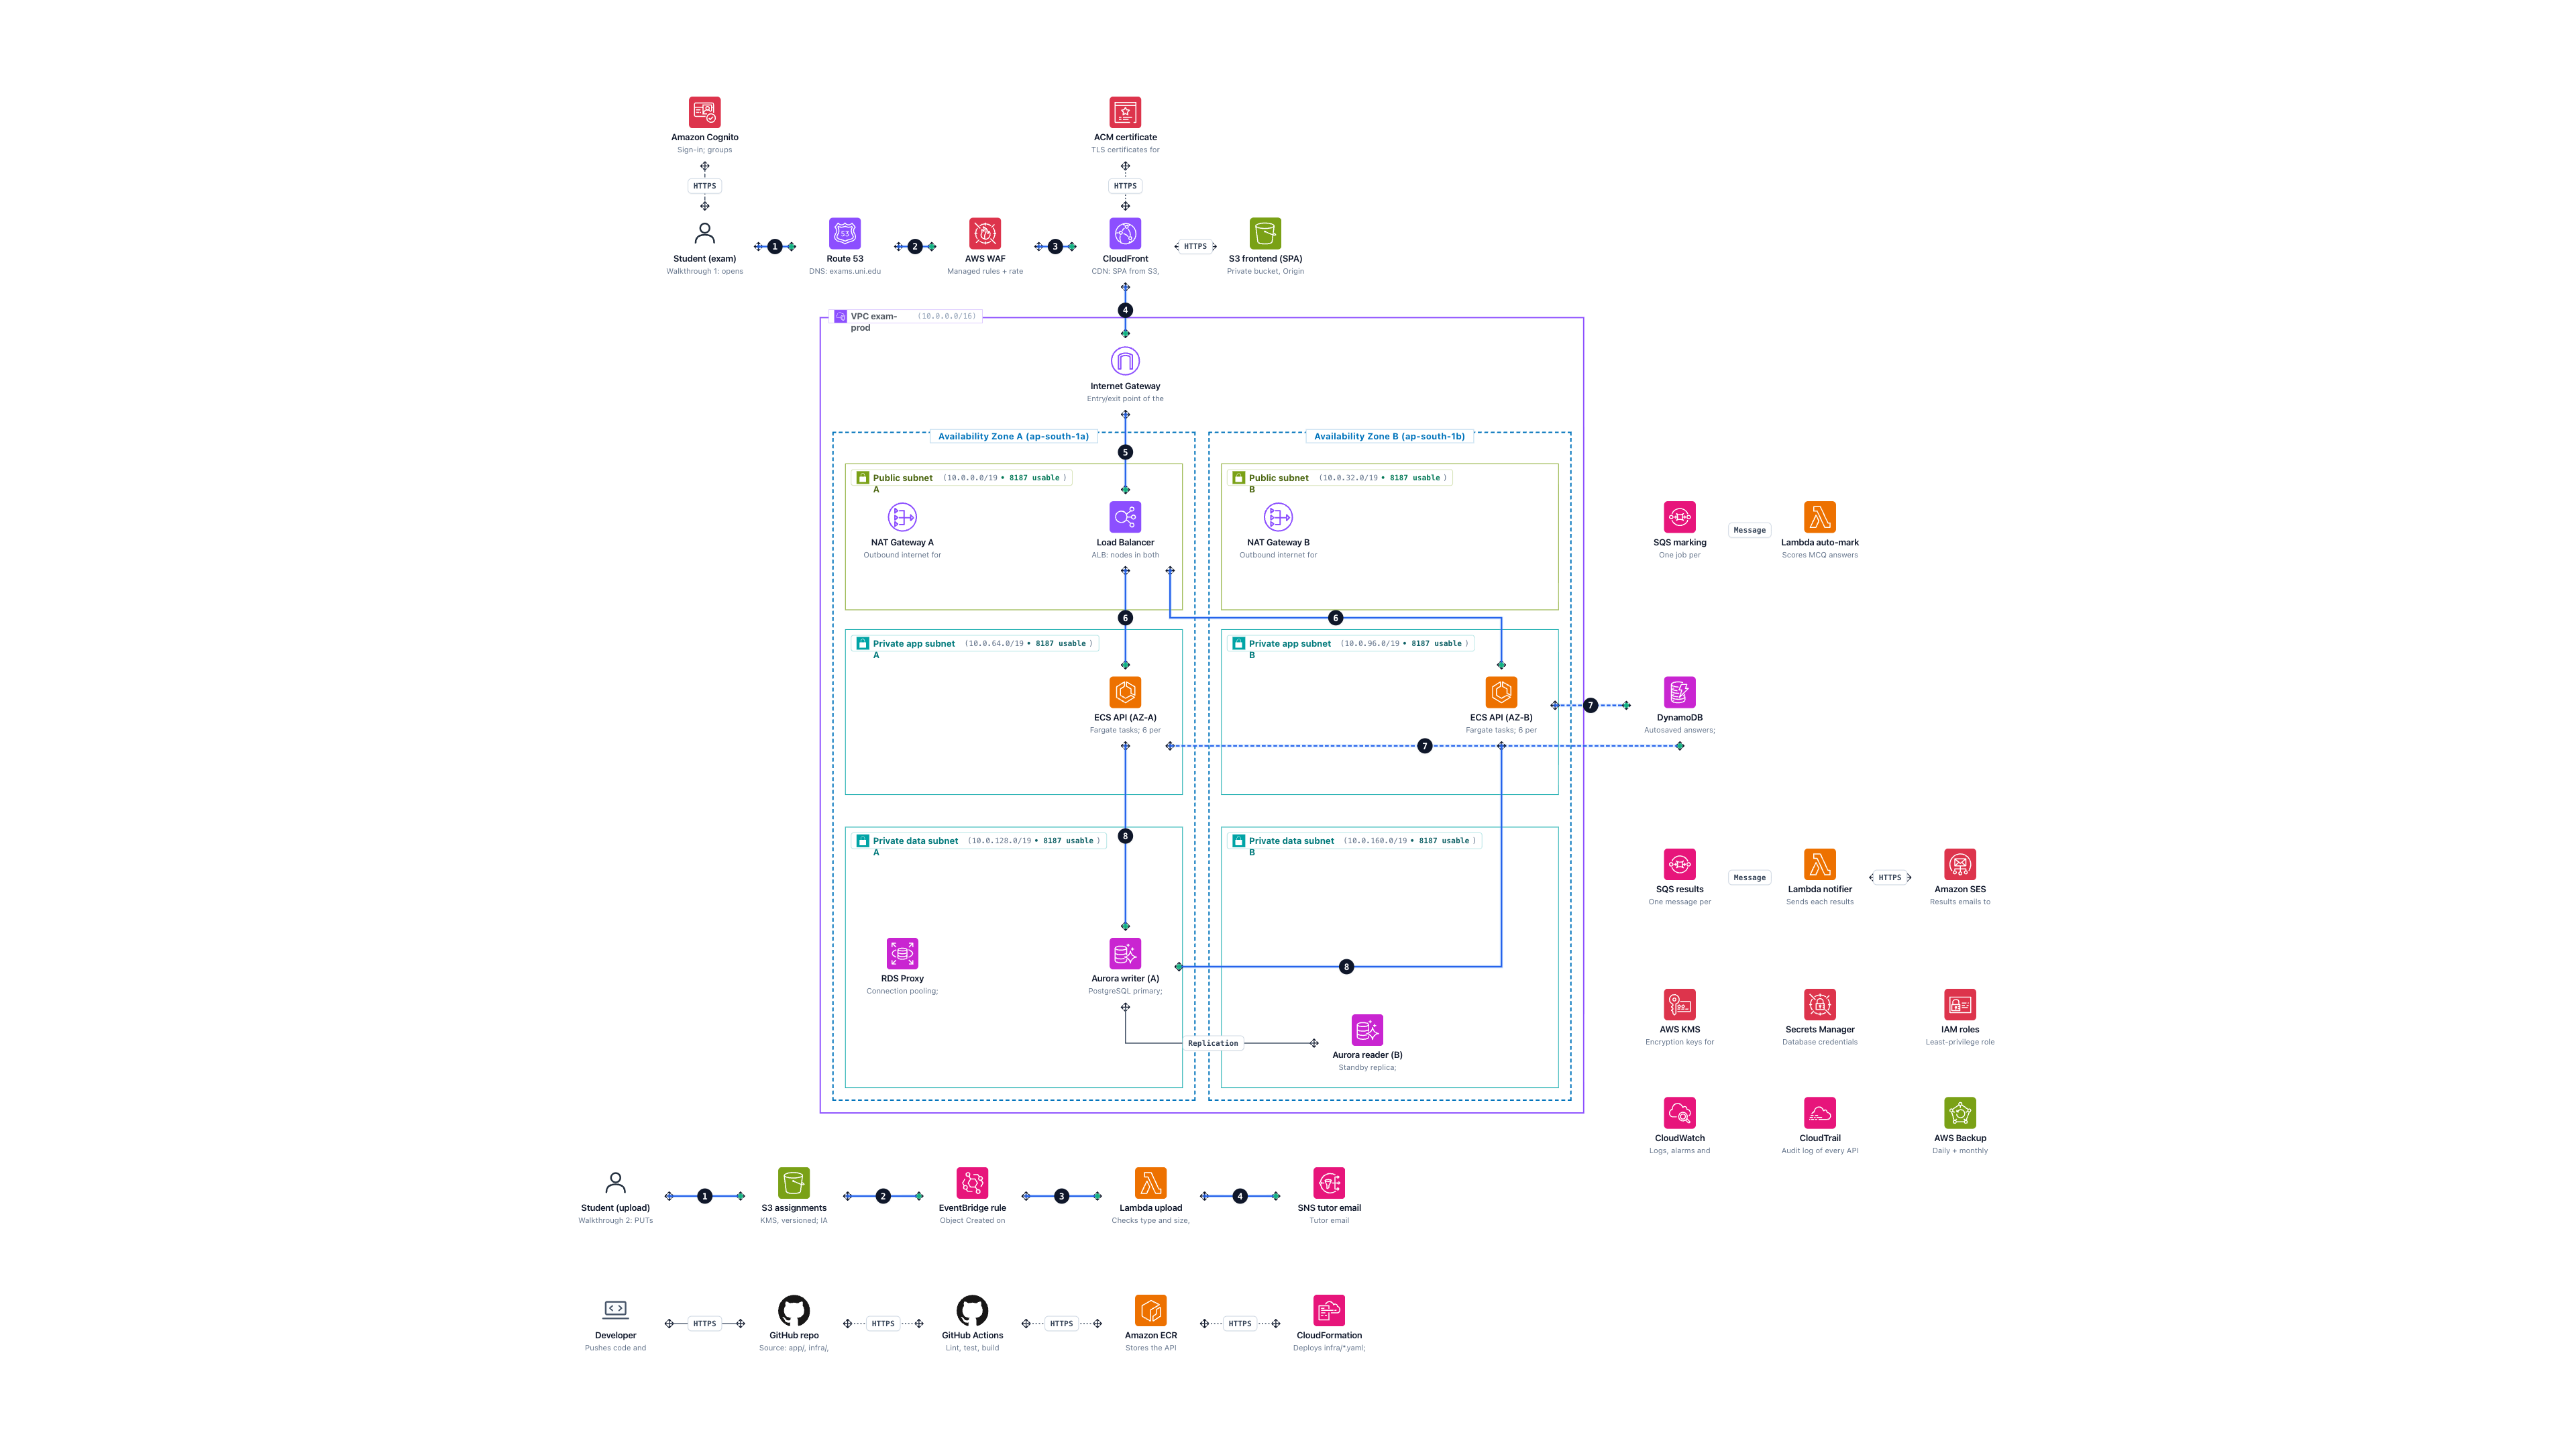 Amazon Cognito
Sign-in; groups
ACM certificate
TLS certificates for
HTTPS
HTTPS
Student (exam)
Walkthrough 1: opens
1
Route 53
DNS: exams.uni.edu
2
AWS WAF
Managed rules + rate
3
CloudFront
CDN: SPA from S3,
HTTPS
S3 frontend (SPA)
Private bucket, Origin
4
VPC exam-
prod
(10.0.0.0/16)
Internet Gateway
Entry/exit point of the
Availability Zone A (ap-south-1a)
Availability Zone B (ap-south-1b)
5
Public subnet
A
(10.0.0.0/19 • 8187 usable )
Public subnet
B
(10.0.32.0/19 • 8187 usable )
NAT Gateway A
Outbound internet for
Load Balancer
ALB: nodes in both
NAT Gateway B
Outbound internet for
SQS marking
One job per
Message
Lambda auto-mark
Scores MCQ answers
6
6
Private app subnet
A
(10.0.64.0/19 • 8187 usable )
Private app subnet
B
(10.0.96.0/19 • 8187 usable )
ECS API (AZ-A)
Fargate tasks; 6 per
ECS API (AZ-B)
Fargate tasks; 6 per
7
DynamoDB
Autosaved answers;
7
8
Private data subnet
A
(10.0.128.0/19 • 8187 usable )
Private data subnet
B
(10.0.160.0/19 • 8187 usable )
SQS results
One message per
Message
Lambda notifier
Sends each results
HTTPS
Amazon SES
Results emails to
RDS Proxy
Connection pooling;
Aurora writer (A)
PostgreSQL primary;
8
Replication
Aurora reader (B)
Standby replica;
AWS KMS
Encryption keys for
Secrets Manager
Database credentials
IAM roles
Least-privilege role
CloudWatch
Logs, alarms and
CloudTrail
Audit log of every API
AWS Backup
Daily + monthly
Student (upload)
Walkthrough 2: PUTs
1
S3 assignments
KMS, versioned; IA
2
EventBridge rule
Object Created on
3
Lambda upload
Checks type and size,
4
SNS tutor email
Tutor email
Developer
Pushes code and
HTTPS
GitHub repo
Source: app/, infra/,
HTTPS
GitHub Actions
Lint, test, build
HTTPS
Amazon ECR
Stores the API
HTTPS
CloudFormation
Deploys infra/*.yaml;